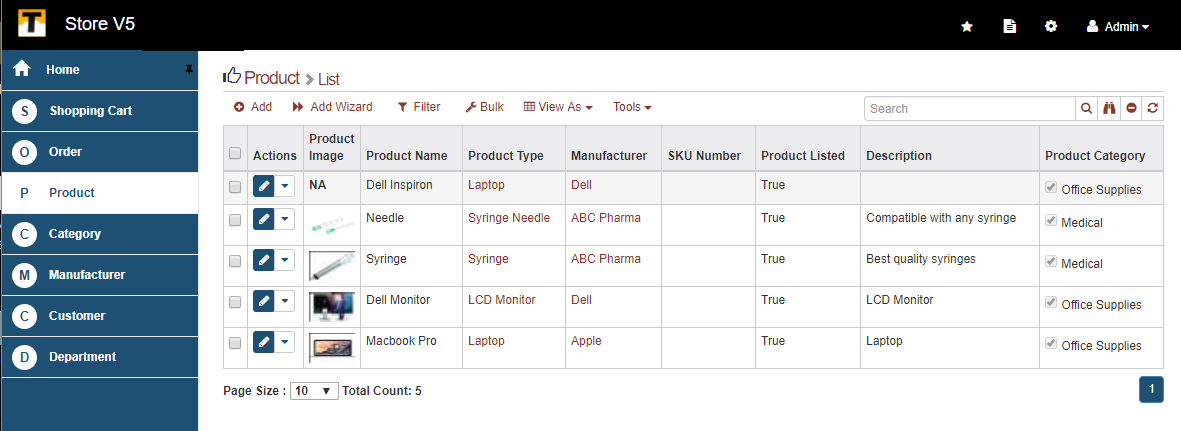 T Store V5 Admin
Home
S Shopping Cart
O Order
P Product
C Category
M Manufacturer
C Customer
D Department
Product > List
Add Add Wizard Filter Bulk View As Tools Search
Actions Product Image Product Name Product Type Manufacturer SKU Number Product Listed Description Product Category
NA Dell Inspiron Laptop Dell True Office Supplies
Needle Syringe Needle ABC Pharma True Compatible with any syringe Medical
Syringe Syringe ABC Pharma True Best quality syringes Medical
Dell Monitor LCD Monitor Dell True LCD Monitor Office Supplies
Macbook Pro Laptop Apple True Laptop Office Supplies
Page Size : 10 Total Count: 5 1